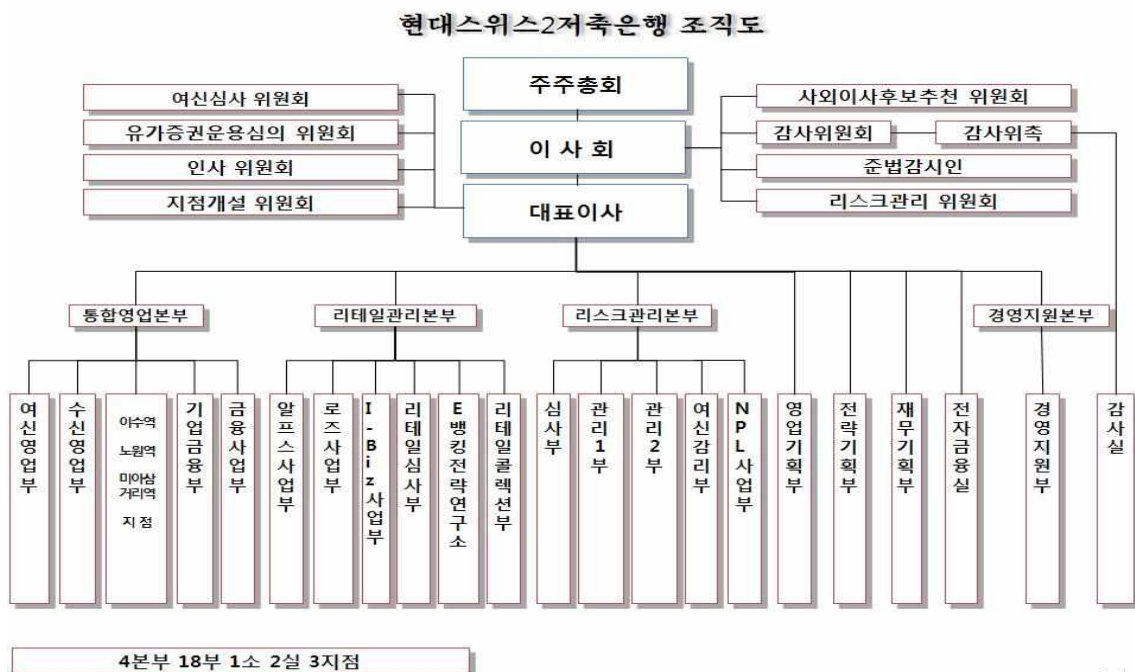 현대스위스2저축은행 조직도
주주총회
이 사 회
대표이사
여신심사 위원회
유가증권운용심의 위원회
인사 위원회
지점개설 위원회
사외이사후보추천 위원회
감사위원회
감사위촉
준법감시인
리스크관리 위원회
통합영업본부
리테일관리본부
리스크관리본부
경영지원본부
여신영업부
수신영업부
이수역
노원역
미아삼
거리역
지 점
기업금융부
금융사업부
알프스사업부
로즈사업부
I-Biz사업부
리테일심사부
E뱅킹전략연구소
리테일콜렉션부
심사부
관리1부
관리2부
여신감리부
NPL사업부
영업기획부
전략기획부
재무기획부
전자금융실
경영지원부
감사실
4본부 18부 1소 2실 3지점